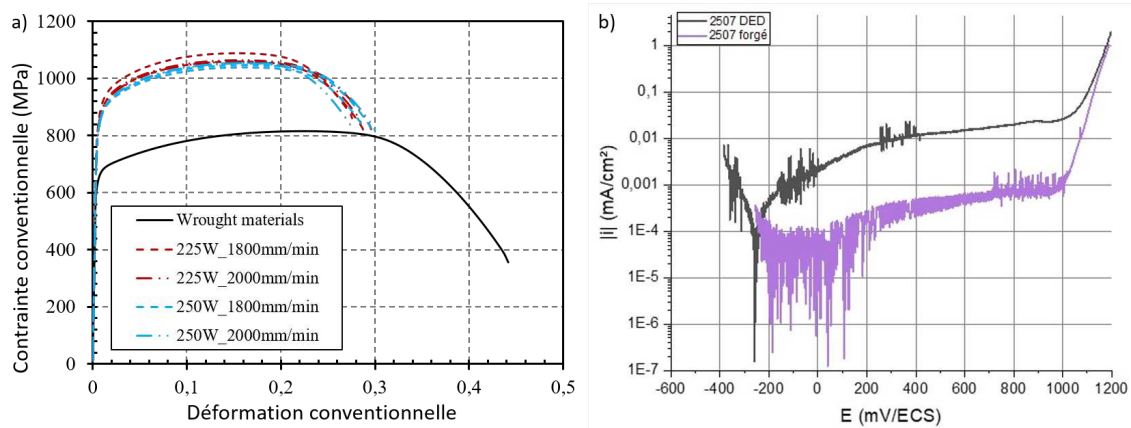 a)
Contrainte conventionnelle (MPa)
1200
1000
800
600
400
200
0
Wrought materials
225W_1800mm/min
225W_2000mm/min
250W_1800mm/min
250W_2000mm/min
0 0,1 0,2 0,3 0,4 0,5
Déformation conventionnelle
b)
2507 DED
2507 forgé
|i| (mA/cm²)
1
0,1
0,01
0,001
1E-4
1E-5
1E-6
1E-7
-600 -400 -200 0 200 400 600 800 1000 1200
E (mV/ECS)